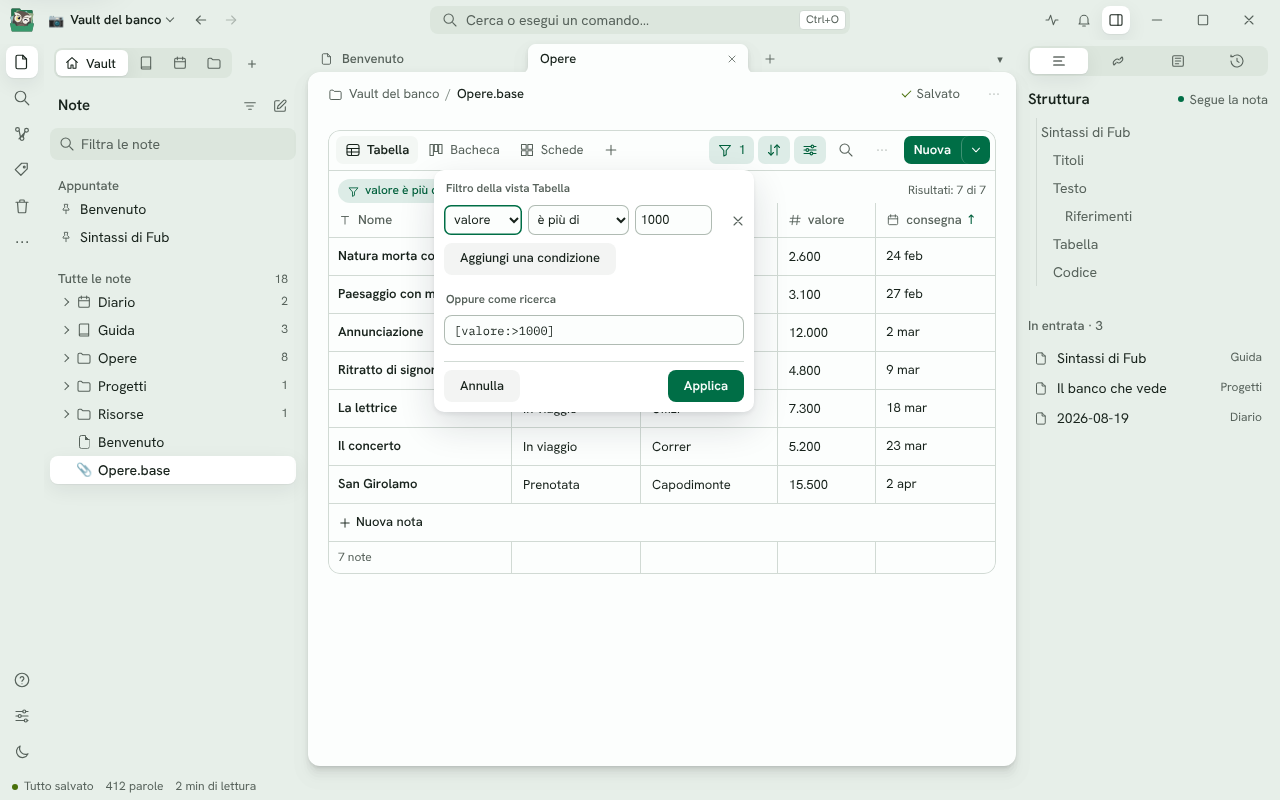 Vault del banco
Cerca o esegui un comando…
Ctrl+O
Vault
Note
Filtra le note
Appuntate
Benvenuto
Sintassi di Fub
Tutte le note 18
Diario 2
Guida 3
Opere 8
Progetti 1
Risorse 1
Benvenuto
Opere.base
Benvenuto
Opere
Vault del banco / Opere.base
Salvato
Tabella
Bacheca
Schede
1
Nuova
valore è più
Risultati: 7 di 7
Nome
valore
consegna
Natura morta
2.600
24 feb
Paesaggio con
3.100
27 feb
Annunciazione
12.000
2 mar
Ritratto di
4.800
9 mar
La lettrice
7.300
18 mar
Il concerto
In viaggio
Correr
5.200
23 mar
San Girolamo
Prenotata
Capodimonte
15.500
2 apr
Nuova nota
7 note
Filtro della vista Tabella
valore
è più di
1000
Aggiungi una condizione
Oppure come ricerca
[valore:>1000]
Annulla
Applica
Struttura
Segue la nota
Sintassi di Fub
Titoli
Testo
Riferimenti
Tabella
Codice
In entrata · 3
Sintassi di Fub Guida
Il banco che vede Progetti
2026-08-19 Diario
Tutto salvato 412 parole 2 min di lettura